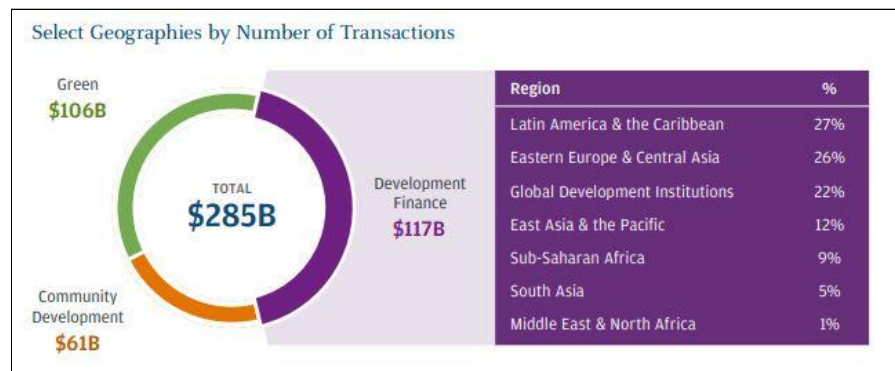 Select Geographies by Number of Transactions
Green
$106B
TOTAL
$285B
Community
Development
$61B
Development
Finance
$117B
Region %
Latin America & the Caribbean 27%
Eastern Europe & Central Asia 26%
Global Development Institutions 22%
East Asia & the Pacific 12%
Sub-Saharan Africa 9%
South Asia 5%
Middle East & North Africa 1%